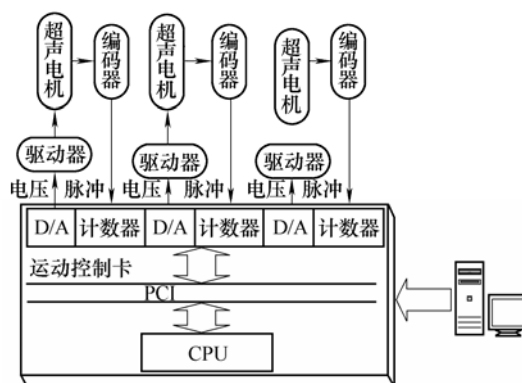 超声电机
编码器
超声电机
编码器
超声电机
编码器
驱动器
驱动器
驱动器
电压
脉冲
电压
脉冲
电压
脉冲
D/A
计数器
D/A
计数器
D/A
计数器
运动控制卡
PCI
CPU